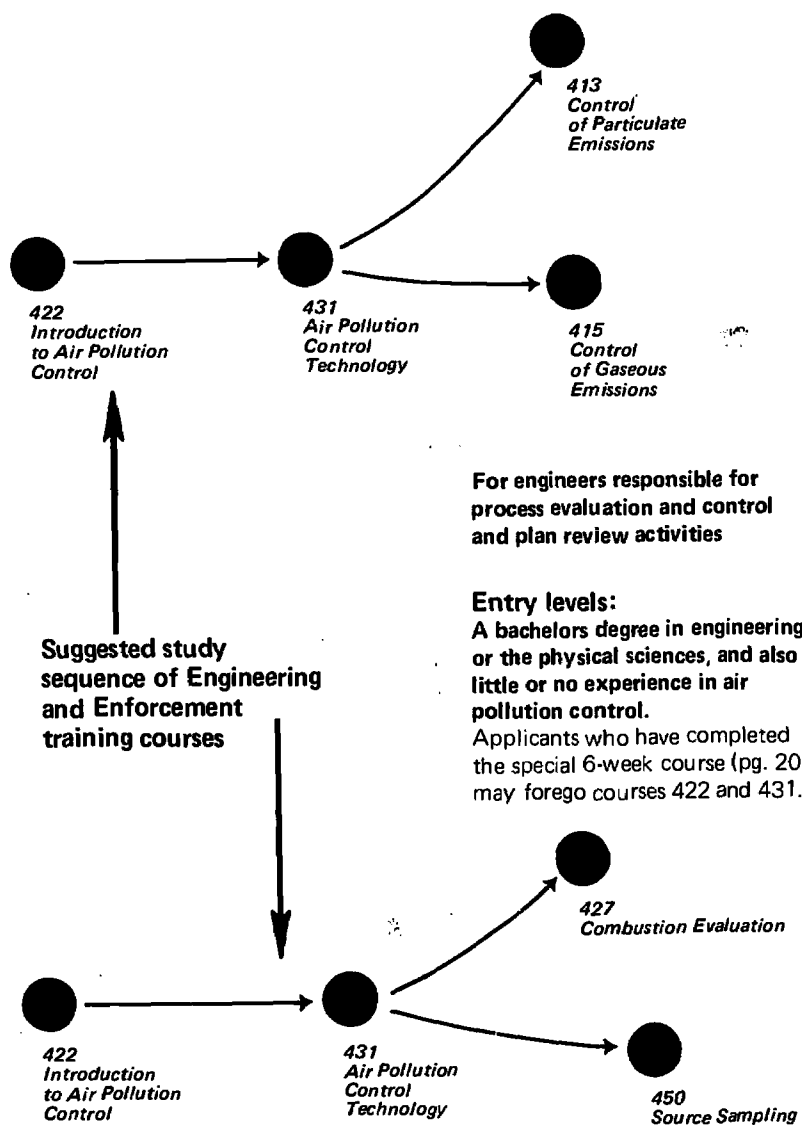 413
Control
of Particulate
Emissions
422
Introduction
to Air Pollution
Control
431
Air Pollution
Control
Technology
415
Control
of Gaseous
Emissions
For engineers responsible for
process evaluation and control
and plan review activities
Entry levels:
A bachelors degree in engineering
or the physical sciences, and also
little or no experience in air
pollution control.
Applicants who have completed
the special 6-week course (pg. 20
may forego courses 422 and 431.
Suggested study
sequence of Engineering
and Enforcement
training courses
427
Combustion Evaluation
422
Introduction
to Air Pollution
Control
431
Air Pollution
Control
Technology
450
Source Sampling